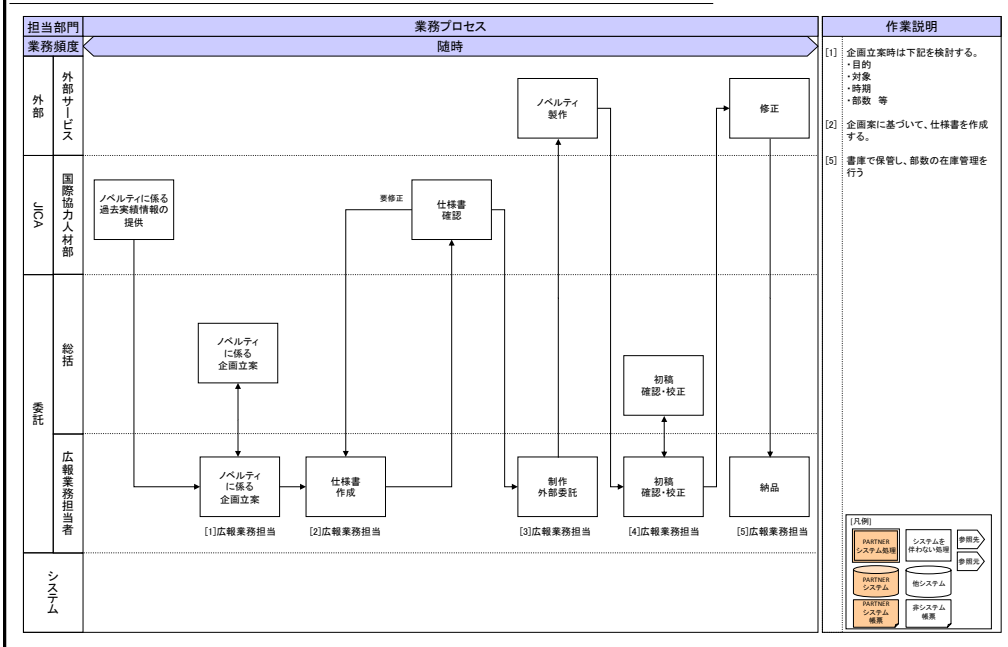 担当部門
業務プロセス
作業説明
業務頻度
随時
外部
外部サービス
ノベルティ
製作
修正
JICA
国際協力人材部
ノベルティに係る
過去実績情報の
提供
要修正
仕様書
確認
委託
総括
ノベルティ
に係る
企画立案
初稿
確認・校正
広報業務担当者
ノベルティ
に係る
企画立案
仕様書
作成
制作
外部委託
初稿
確認・校正
納品
[1]広報業務担当
[2]広報業務担当
[3]広報業務担当
[4]広報業務担当
[5]広報業務担当
システム
[1] 企画立案時は下記を検討する。
・目的
・対象
・時期
・部数 等
[2] 企画案に基づいて、仕様書を作成
する。
[5] 書庫で保管し、部数の在庫管理を
行う
[凡例]
PARTNER
システム処理
システムを
伴わない処理
参照先
参照元
PARTNER
システム
他システム
PARTNER
システム
帳票
非システム
帳票